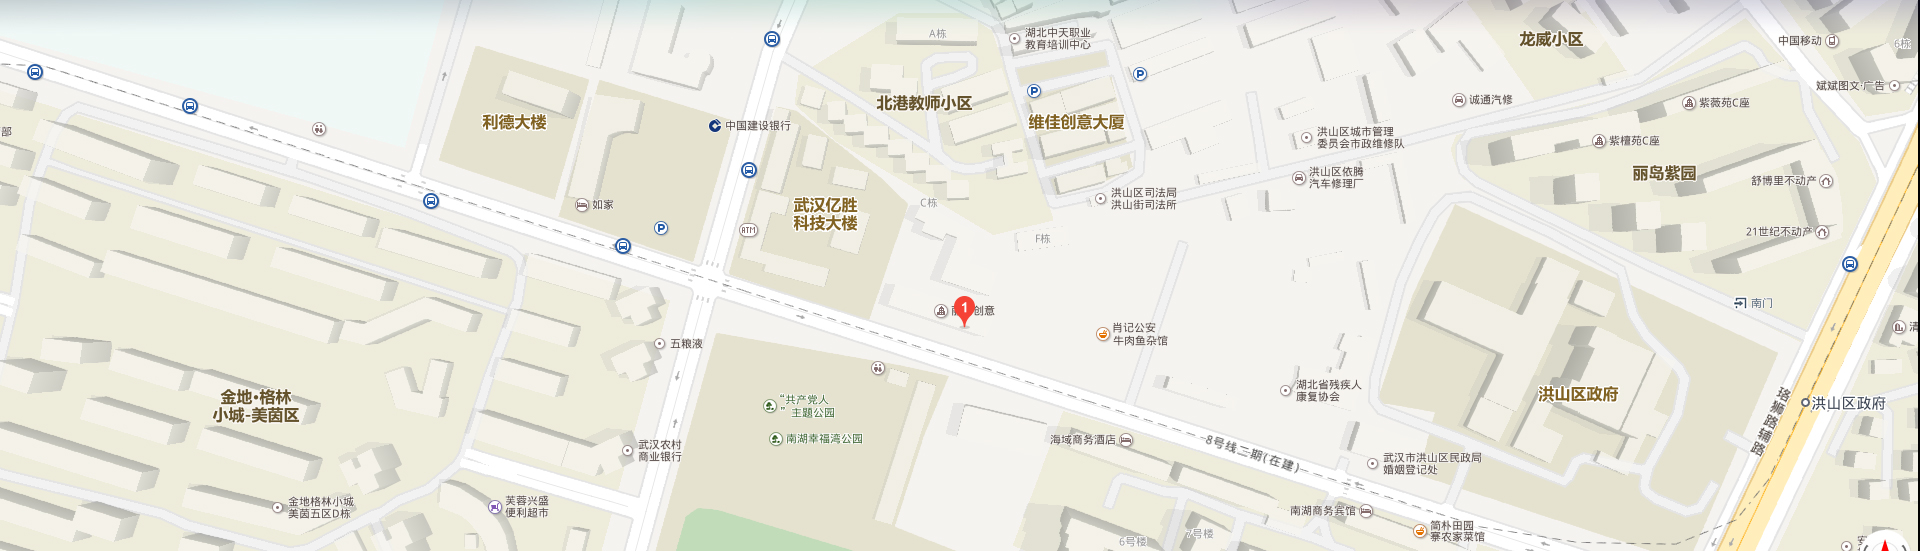 A栋
湖北中天职业
教育培训中心
龙威小区
中国移动
6栋
斌斌图文·广告
北港教师小区
诚通汽修
紫薇苑C座
利德大楼
中国建设银行
维佳创意大厦
部
洪山区城市管理
委员会市政维修队
紫檀苑C座
洪山区依腾
汽车修理厂
丽岛紫园
舒博里不动产
洪山区司法局
洪山街司法所
如家
武汉亿胜
科技大楼
C栋
ATM
F栋
21世纪不动产
南门
1
创意
肖记公安
牛肉鱼杂馆
清
五粮液
金地·格林
小城-美茵区
“共产党人
”主题公园
湖北省残疾人
康复协会
洪山区政府
珞狮路辅路
洪山区政府
南湖幸福湾公园
海域商务酒店
8号线二期(在建)
武汉农村
商业银行
武汉市洪山区民政局
婚姻登记处
金地格林小城
美茵五区D栋
芙蓉兴盛
便利超市
南湖商务宾馆
简朴田园
寨农家菜馆
6号楼
7号楼